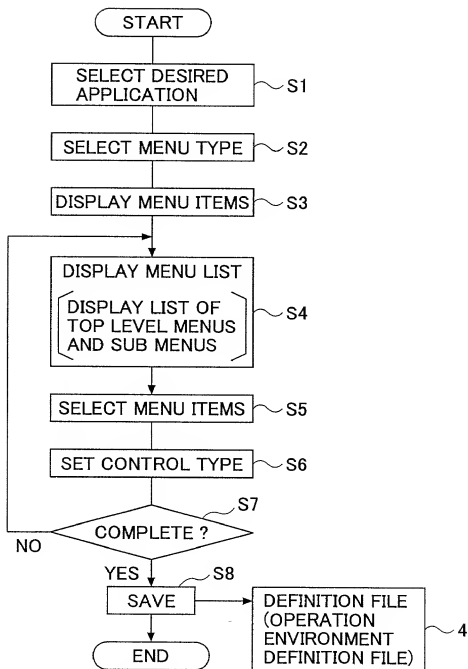 START
SELECT DESIRED
APPLICATION
S1
SELECT MENU TYPE
S2
DISPLAY MENU ITEMS
S3
DISPLAY MENU LIST
DISPLAY LIST OF
TOP LEVEL MENUS
AND SUB MENUS
S4
SELECT MENU ITEMS
S5
SET CONTROL TYPE
S6
S7
COMPLETE ?
NO
YES
S8
SAVE
DEFINITION FILE
(OPERATION
ENVIRONMENT
DEFINITION FILE)
4
END